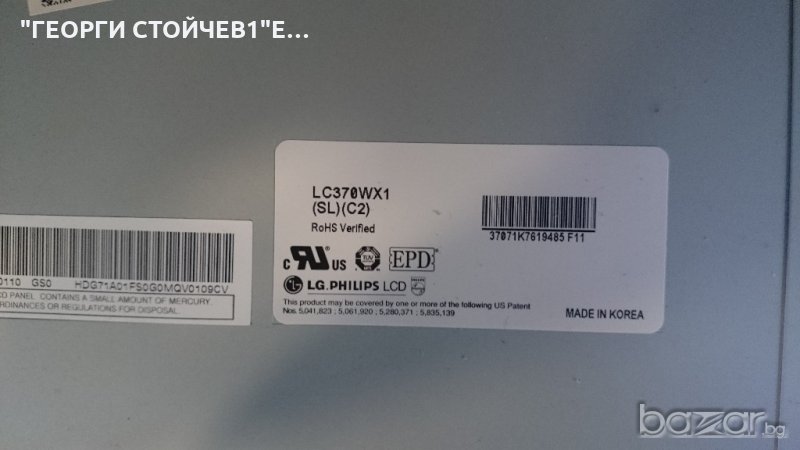 "ГЕОРГИ СТОЙЧЕВ1"Е...
LC370WX1
(SL)(C2)
RoHS Verified
37071K7619485 F11
c UL US TUV EPD
LG.PHILIPS LCD
This product may be covered by one or more of the following US Patent
Nos. 5,041,823 ; 5,061,920 ; 5,280,371 ; 5,835,139
MADE IN KOREA
0110 GS0 HDG71A01FS0G0MQV0109CV
CD PANEL CONTAINS A SMALL AMOUNT OF MERCURY.
RDINANCES OR REGULATIONS FOR DISPOSAL.
bazar.bg